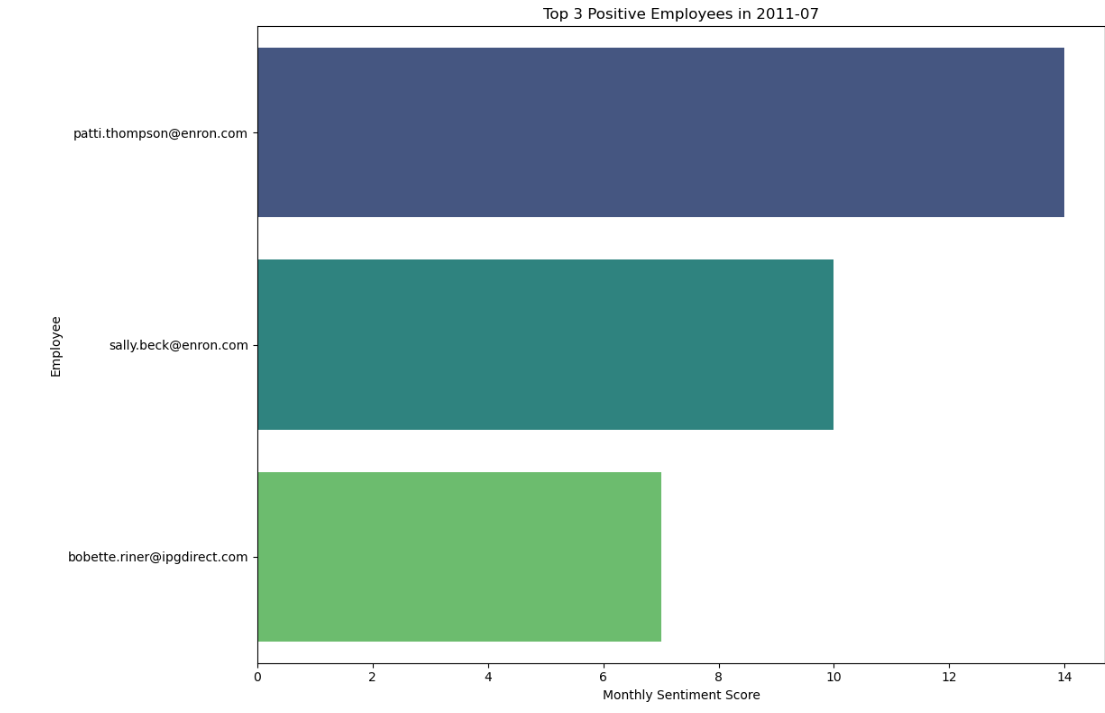 Top 3 Positive Employees in 2011-07
patti.thompson@enron.com
sally.beck@enron.com
bobette.riner@ipgdirect.com
Employee
0 2 4 6 8 10 12 14
Monthly Sentiment Score